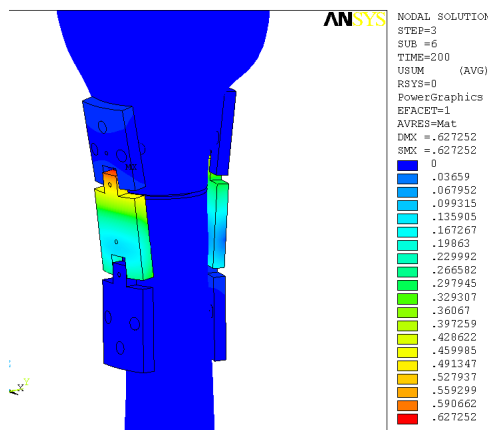 ANSYS
NODAL SOLUTION
STEP=3
SUB =6
TIME=200
USUM (AVG)
RSYS=0
PowerGraphics
EFACET=1
AVRES=Mat
DMX =.627252
SMX =.627252
0
.03659
.067952
.099315
.135905
.167267
.19863
.229992
.266582
.297945
.329307
.36067
.397259
.428622
.459985
.491347
.527937
.559299
.590662
.627252
Y
X